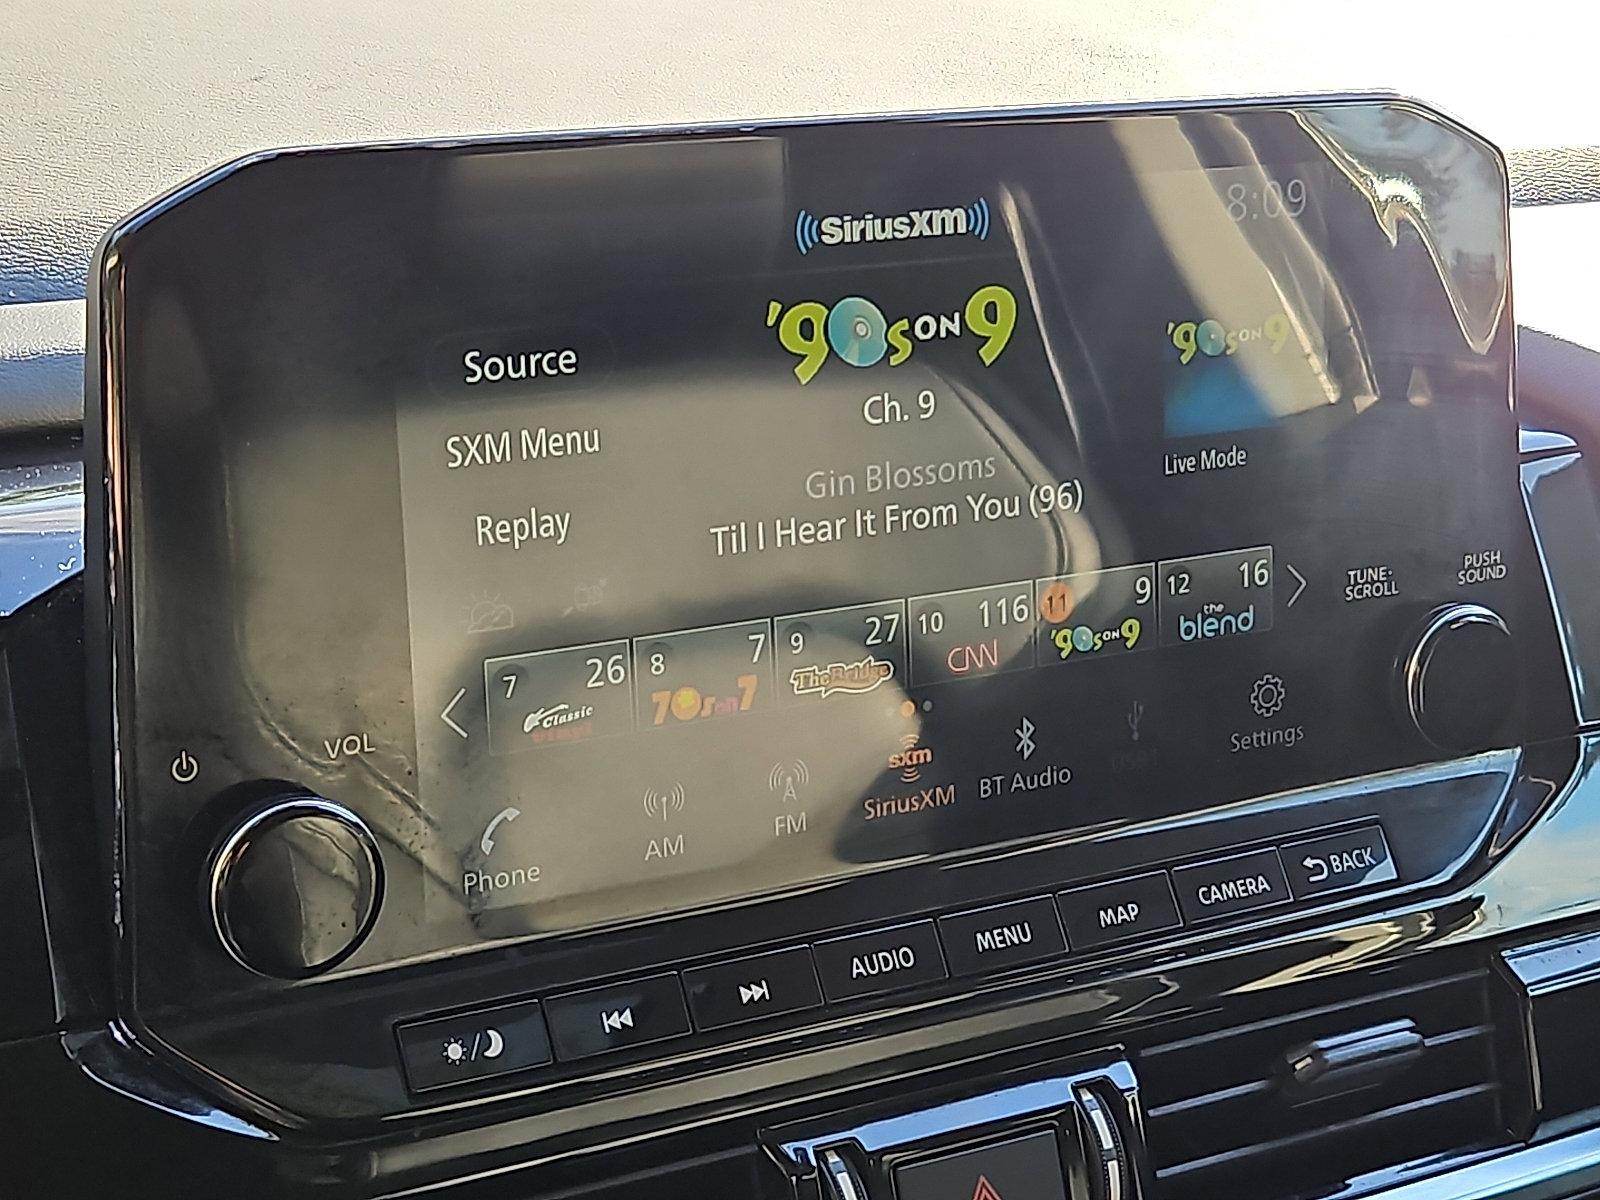 SiriusXM
8:09
'90s ON 9
'90s ON 9
Source
Ch. 9
SXM Menu
Live Mode
Gin Blossoms
Replay
Til I Hear It From You (96)
TUNE·
SCROLL
PUSH
SOUND
7 26
Classic
8 7
70s on 7
9 27
The Bridge
10 116
CNN
11 9
'90s ON 9
12 16
the
blend
VOL
Phone
AM
FM
sxm
SiriusXM
BT Audio
Settings
AUDIO
MENU
MAP
CAMERA
BACK